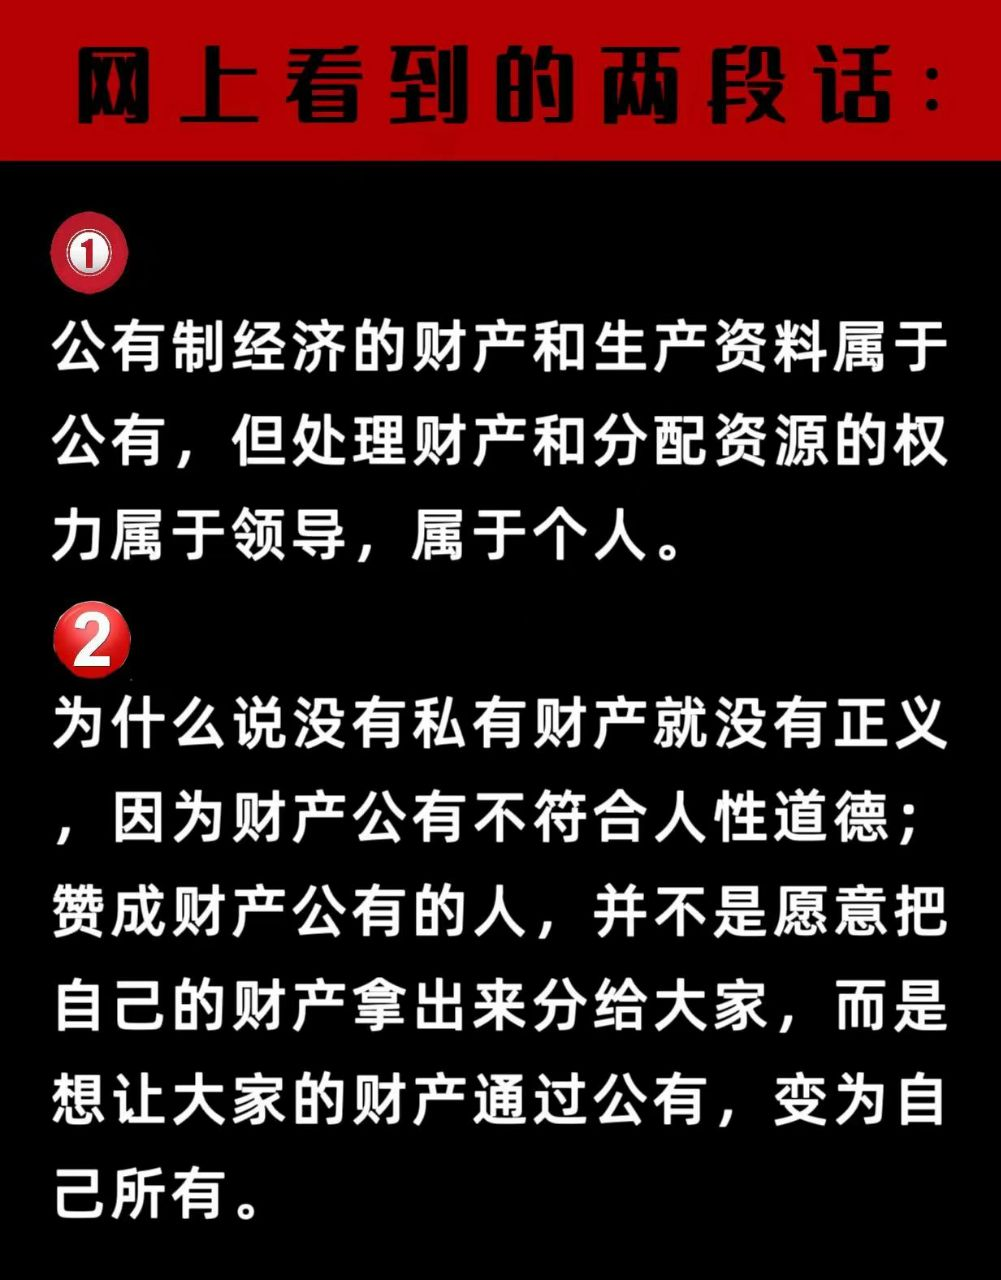 网上看到的两段话：
1
公有制经济的财产和生产资料属于
公有，但处理财产和分配资源的权
力属于领导，属于个人。
2
为什么说没有私有财产就没有正义
，因为财产公有不符合人性道德；
赞成财产公有的人，并不是愿意把
自己的财产拿出来分给大家，而是
想让大家的财产通过公有，变为自
己所有。